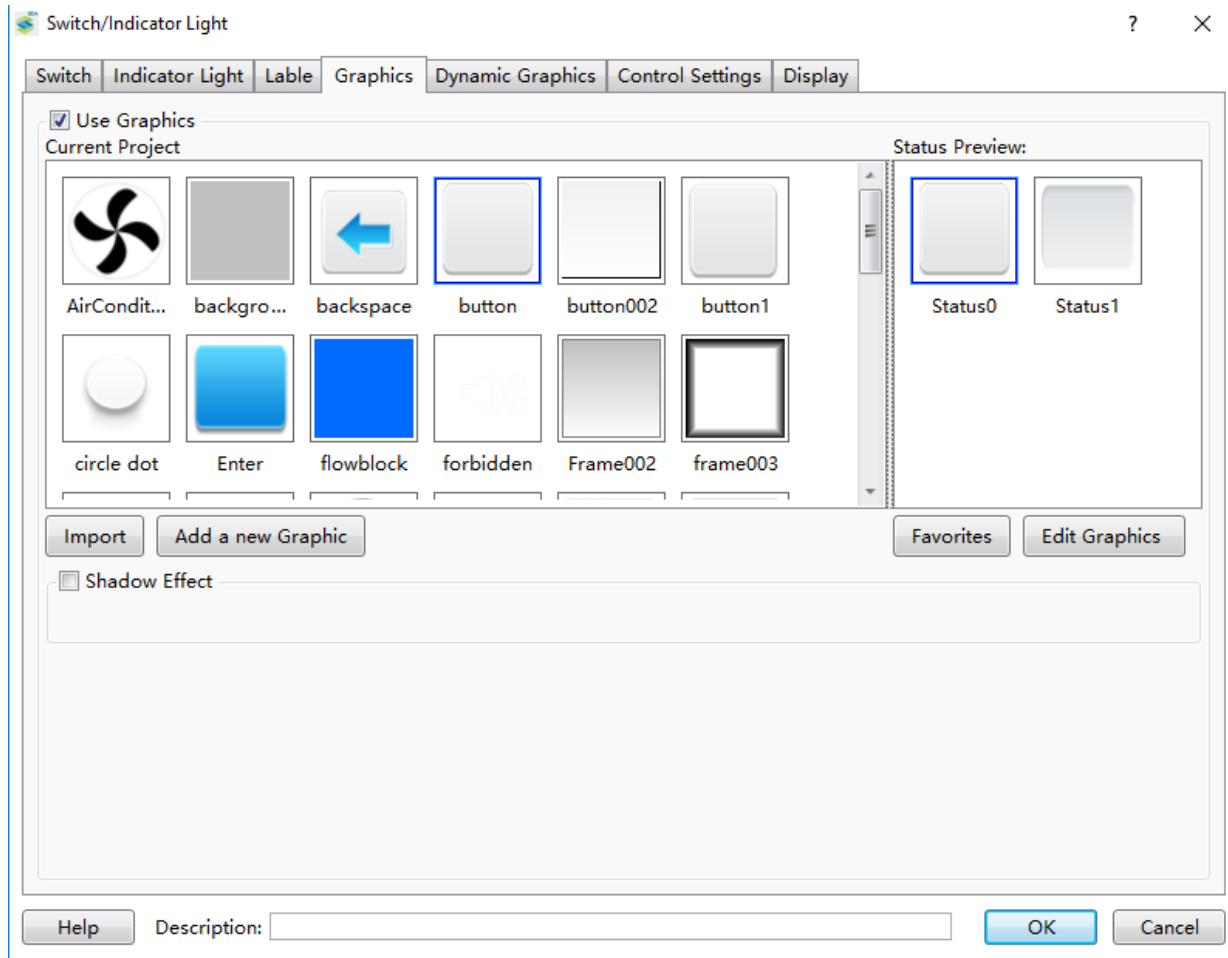 Switch/Indicator Light
Switch Indicator Light Lable Graphics Dynamic Graphics Control Settings Display
Use Graphics
Current Project Status Preview:
AirCondit... backgro... backspace button button002 button1 Status0 Status1
circle dot Enter flowblock forbidden Frame002 frame003
Import Add a new Graphic Favorites Edit Graphics
Shadow Effect
Help Description: OK Cancel